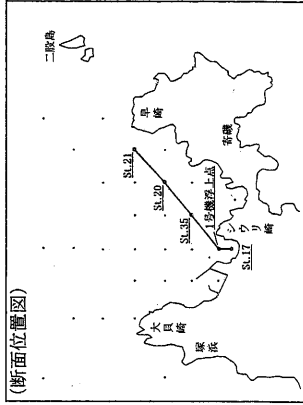 (断面位置図)
二股島
早崎
St.21
St.20
寄磯
St.35
1号機浮上点
シウリ崎
St.17
大貝崎
塚浜